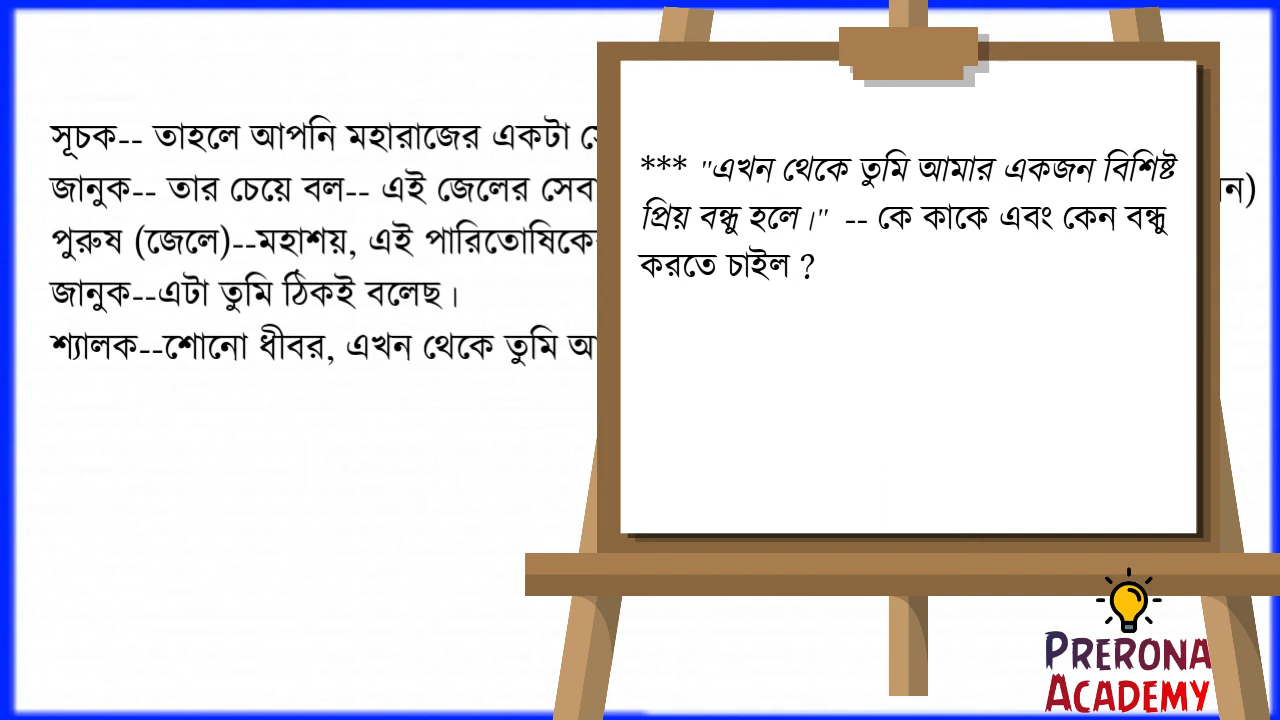 সূচক-- তাহলে আপনি মহারাজের একটা
জানুক-- তার চেয়ে বল-- এই জেলের সেবা
পুরুষ (জেলে)--মহাশয়, এই পারিতোষিকে
জানুক--এটা তুমি ঠিকই বলেছ।
শ্যালক--শোনো ধীবর, এখন থেকে তুমি
*** "এখন থেকে তুমি আমার একজন বিশিষ্ট
প্রিয় বন্ধু হলে।" -- কে কাকে এবং কেন বন্ধু
করতে চাইল ?
PRERONA
ACADEMY